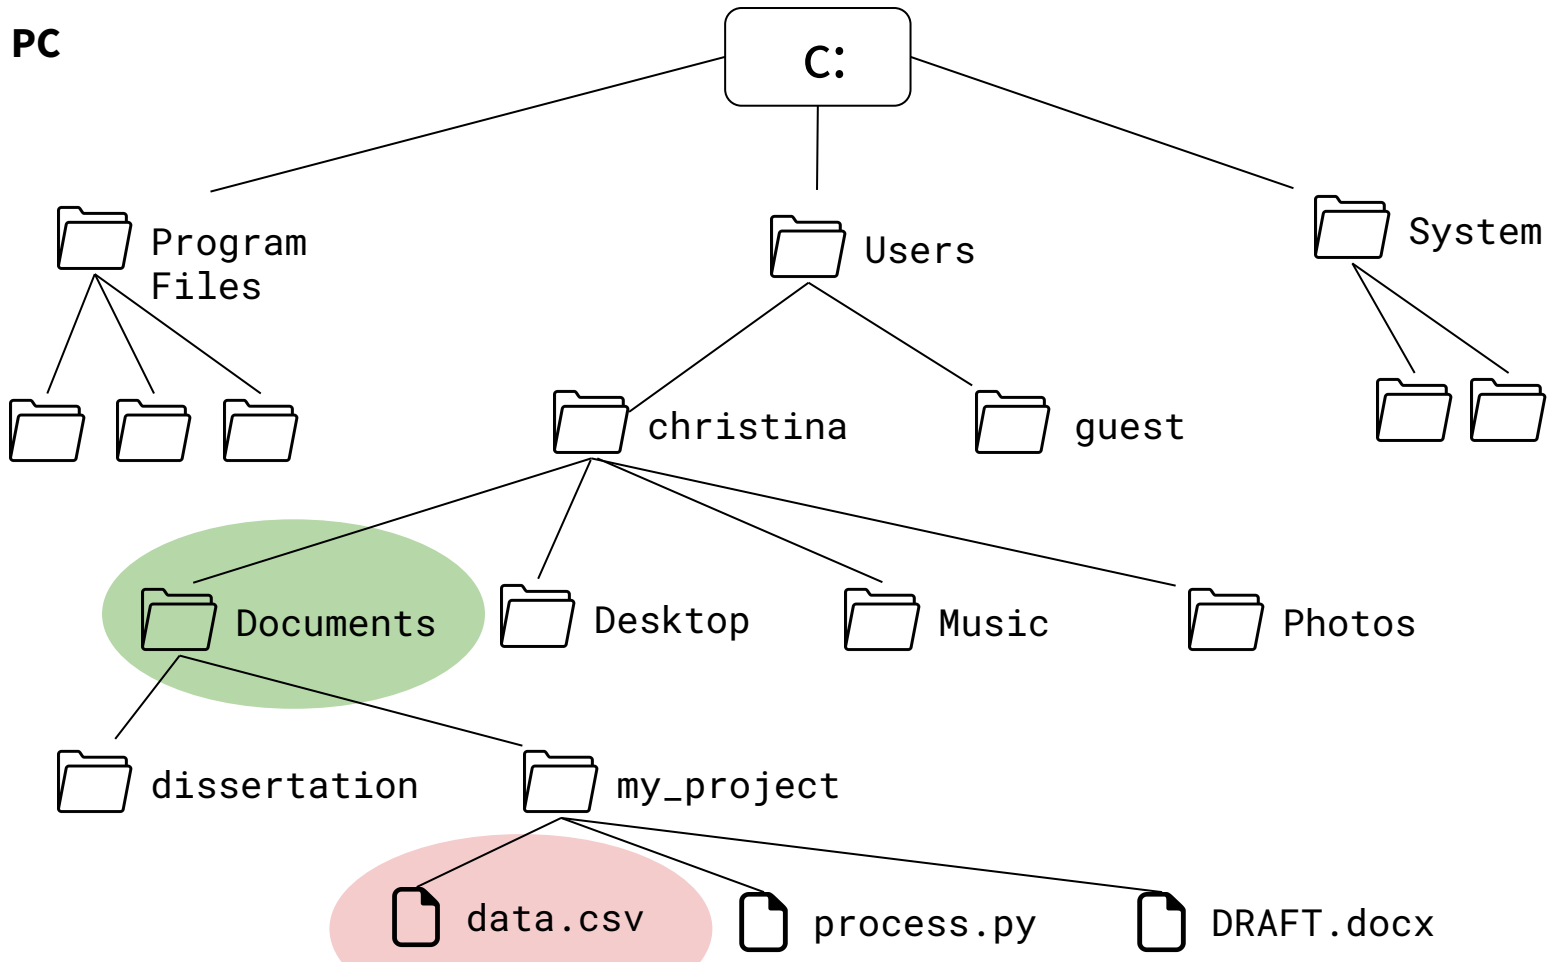 PC
C:
Program
Files
Users
System
christina
guest
Documents
Desktop
Music
Photos
dissertation
my_project
data.csv
process.py
DRAFT.docx